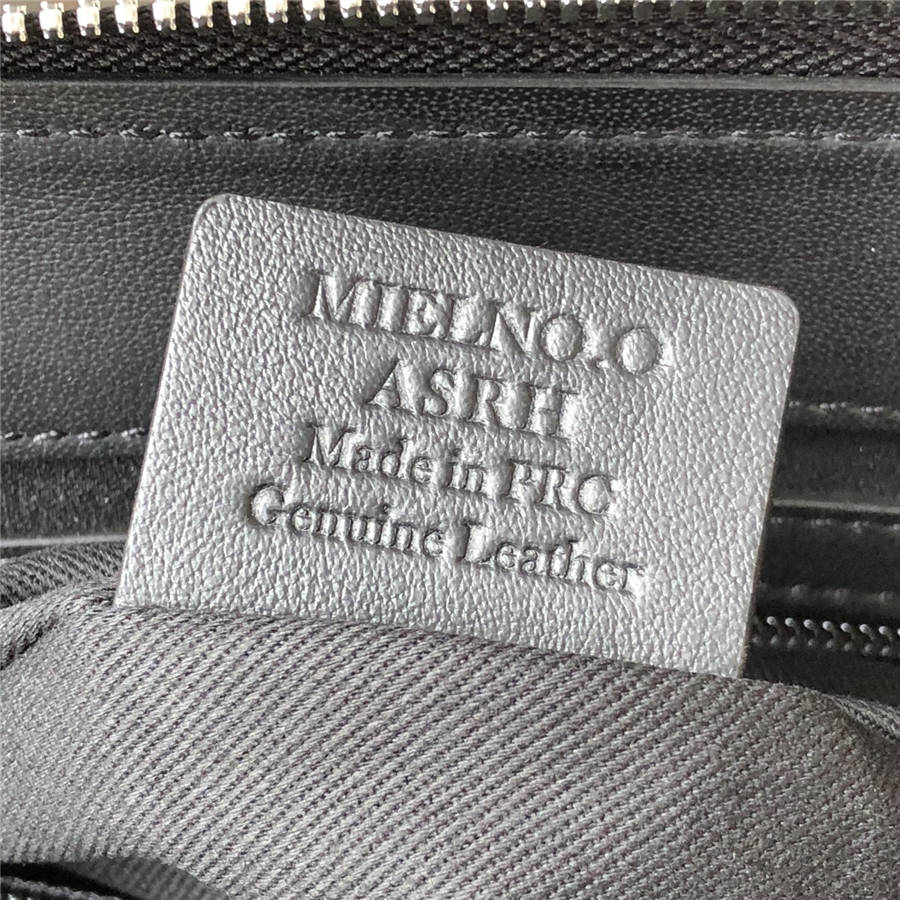 MIELNO.O
ASRH
Made in PRC
Genuine Leather